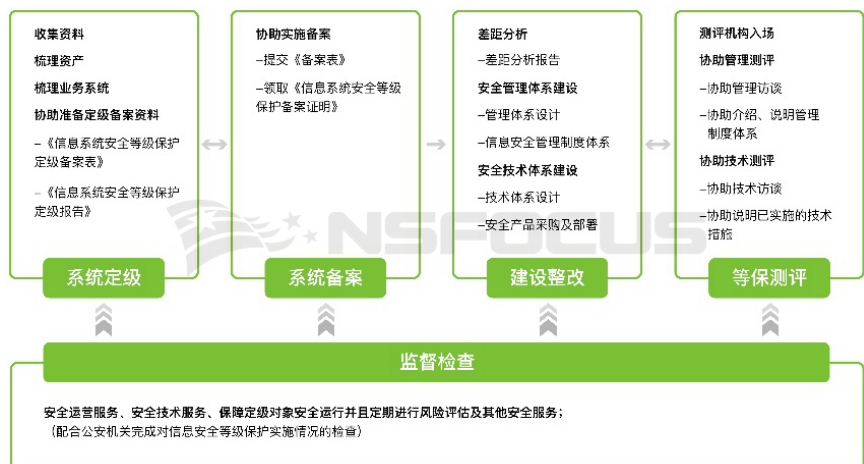 收集资料
梳理资产
梳理业务系统
协助准备定级备案资料
–《信息系统安全等级保护
定级备案表》
–《信息系统安全等级保护
定级报告》
系统定级
协助实施备案
–提交《备案表》
–领取《信息系统安全等级
保护备案证明》
系统备案
差距分析
–差距分析报告
安全管理体系建设
–管理体系设计
–信息安全管理制度体系
安全技术体系建设
–技术体系设计
–安全产品采购及部署
建设整改
测评机构入场
协助管理测评
–协助管理访谈
–协助介绍、说明管理
制度体系
协助技术测评
–协助技术访谈
–协助说明已实施的技术
措施
等保测评
NSFOCUS
监督检查
安全运营服务、安全技术服务、保障定级对象安全运行并且定期进行风险评估及其他安全服务；
（配合公安机关完成对信息安全等级保护实施情况的检查）